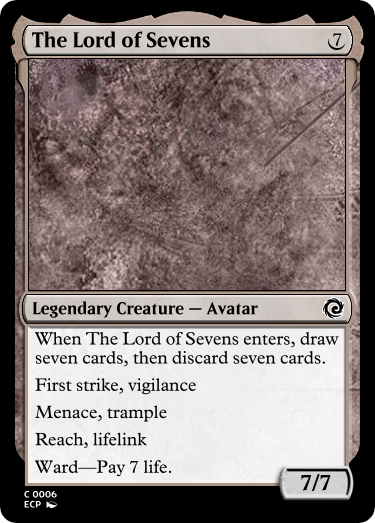 The Lord of Sevens 7
Legendary Creature — Avatar
When The Lord of Sevens enters, draw
seven cards, then discard seven cards.
First strike, vigilance
Menace, trample
Reach, lifelink
Ward—Pay 7 life.
7/7
C 0006
ECP